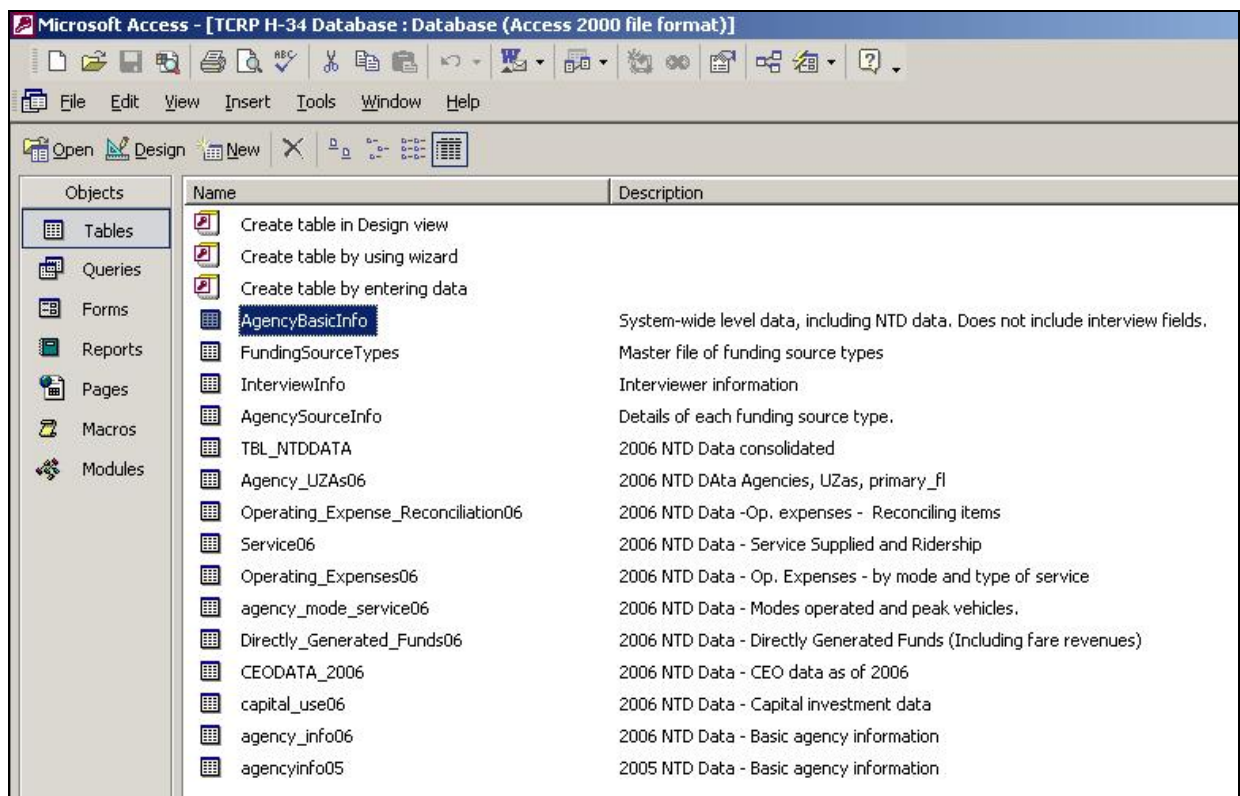 Microsoft Access - [TCRP H-34 Database : Database (Access 2000 file format)]
File Edit View Insert Tools Window Help
Open Design New
Objects Name Description
Tables Create table in Design view
Create table by using wizard
Queries Create table by entering data
Forms AgencyBasicInfo System-wide level data, including NTD data. Does not include interview fields.
Reports FundingSourceTypes Master file of funding source types
Pages InterviewInfo Interviewer information
AgencySourceInfo Details of each funding source type.
Macros TBL_NTDDATA 2006 NTD Data consolidated
Modules Agency_UZAs06 2006 NTD DAta Agencies, UZas, primary_fl
Operating_Expense_Reconciliation06 2006 NTD Data -Op. expenses - Reconciling items
Service06 2006 NTD Data - Service Supplied and Ridership
Operating_Expenses06 2006 NTD Data - Op. Expenses - by mode and type of service
agency_mode_service06 2006 NTD Data - Modes operated and peak vehicles.
Directly_Generated_Funds06 2006 NTD Data - Directly Generated Funds (Including fare revenues)
CEODATA_2006 2006 NTD Data - CEO data as of 2006
capital_use06 2006 NTD Data - Capital investment data
agency_info06 2006 NTD Data - Basic agency information
agencyinfo05 2005 NTD Data - Basic agency information